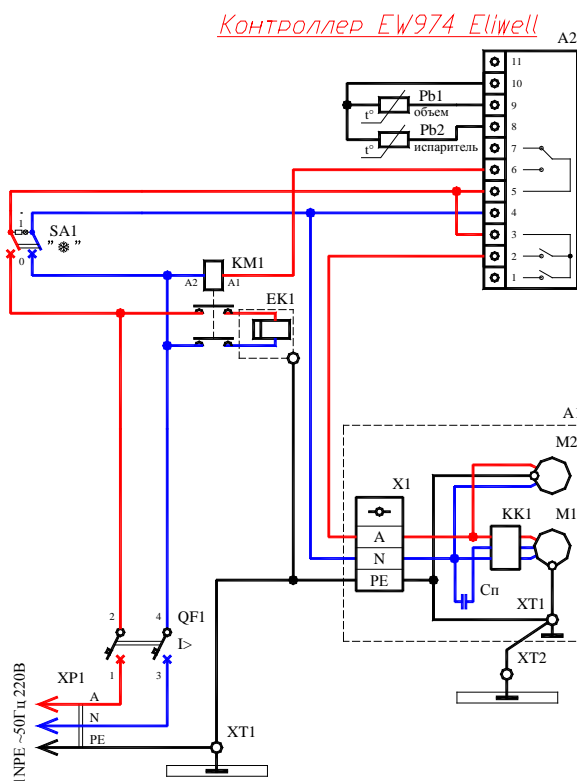 Контроллер EW974 Eliwell
A2
11
10
Pb1
9
t° объем
Pb2
8
t° испаритель
7
6
5
1
SA1
4
" ❄ "
3
0
KM1
2
A2 A1
1
EK1
A1
M2
X1
KK1 M1
A
N
PE
Cп
XT1
2 4 QF1
I>
XT2
1 3
XP1
A
N
PE
XT1
1NPE ~50Гц 220В